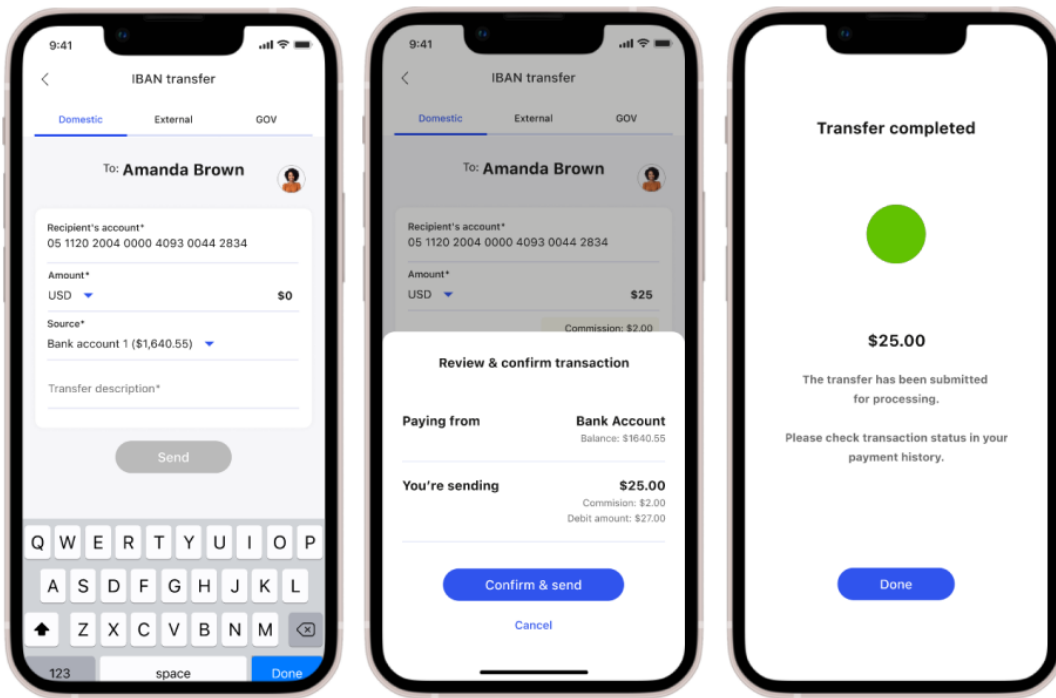 9:41
IBAN transfer
Domestic External GOV
To: Amanda Brown
Recipient's account*
05 1120 2004 0000 4093 0044 2834
Amount*
USD $0
Source*
Bank account 1 ($1,640.55)
Transfer description*
Send
Q W E R T Y U I O P
A S D F G H J K L
Z X C V B N M
123 space Done
9:41
IBAN transfer
Domestic External GOV
To: Amanda Brown
Recipient's account*
05 1120 2004 0000 4093 0044 2834
Amount*
USD $25
Commission: $2.00
Review & confirm transaction
Paying from Bank Account
Balance: $1640.55
You're sending $25.00
Commision: $2.00
Debit amount: $27.00
Confirm & send
Cancel
Transfer completed
$25.00
The transfer has been submitted
for processing.
Please check transaction status in your
payment history.
Done